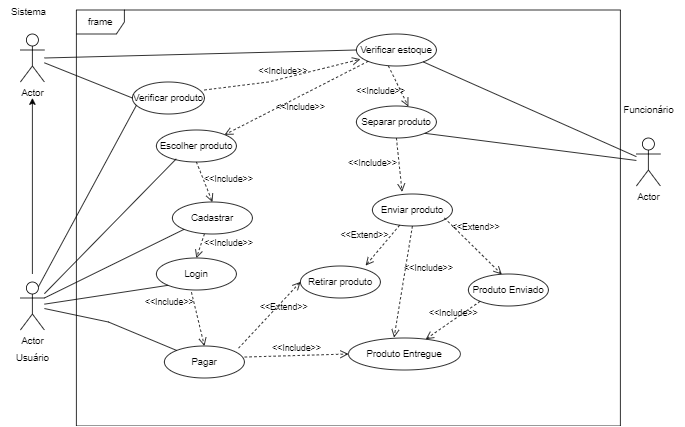 Sistema
frame
Actor
Verificar estoque
<<Include>>
<<Include>>
<<Include>>
Verificar produto
Funcionário
Separar produto
Escolher produto
<<Include>>
<<Include>>
Actor
Cadastrar
Enviar produto
<<Extend>>
<<Extend>>
<<Include>>
Login
<<Include>>
Retirar produto
Produto Enviado
<<Include>>
<<Extend>>
<<Include>>
Actor
Usuário
<<Include>>
Pagar
Produto Entregue